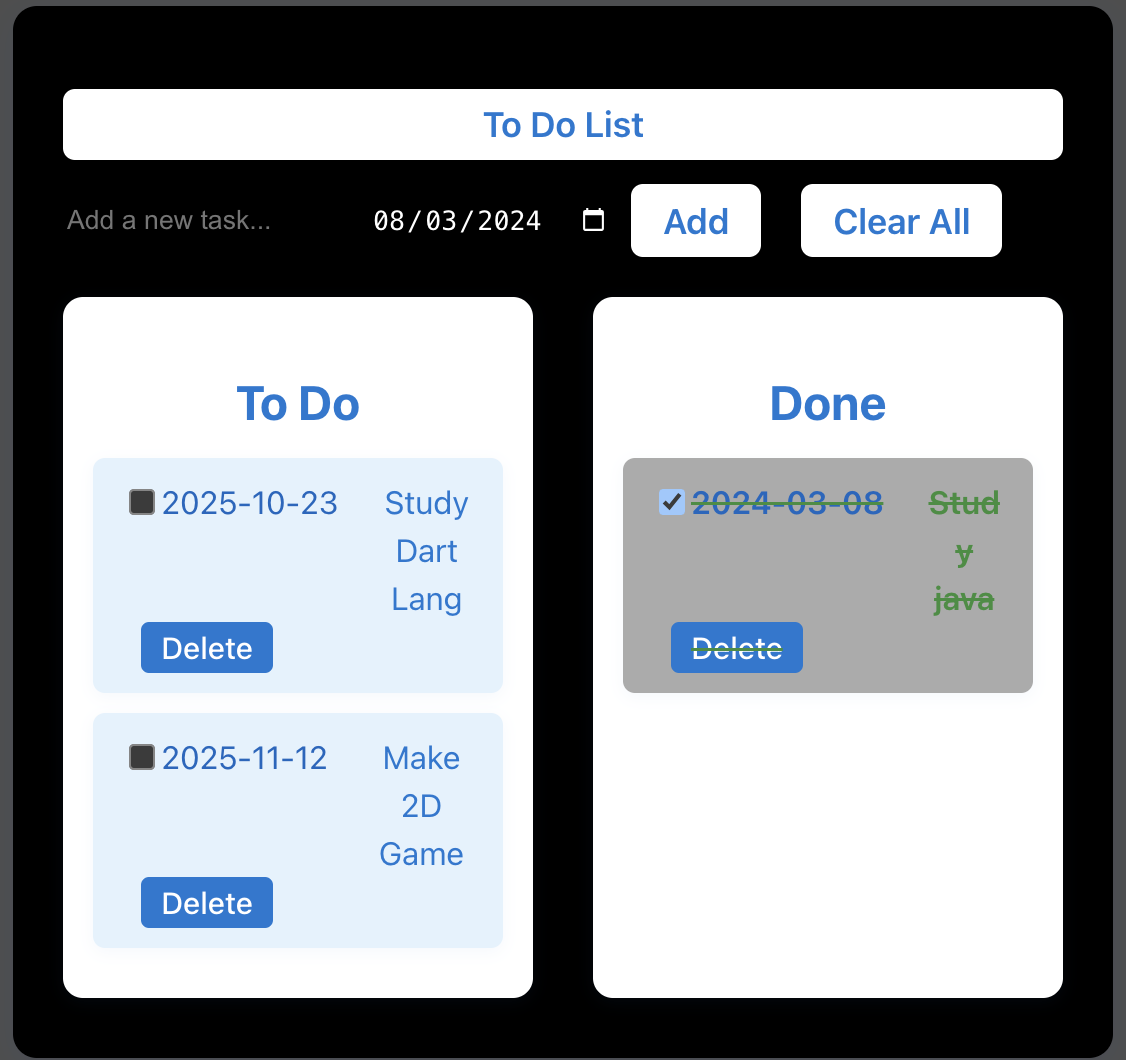 To Do List
Add a new task... 08/03/2024 Add Clear All
To Do
2025-10-23 Study
Dart
Lang
Delete
2025-11-12 Make
2D
Game
Delete
Done
2024-03-08 Stud
y
java
Delete